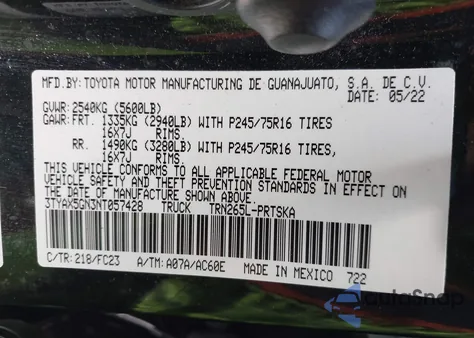 MFD.BY: TOYOTA MOTOR MANUFACTURING DE GUANAJUATO, S.A. DE C.V.
DATE: 05/22
GVWR: 2540KG (5600LB)
GAWR: FRT. 1335KG (2940LB) WITH P245/75R16 TIRES
16X7J RIMS,
RR. 1490KG (3280LB) WITH P245/75R16 TIRES,
16X7J RIMS.
THIS VEHICLE CONFORMS TO ALL APPLICABLE FEDERAL MOTOR
VEHICLE SAFETY AND THEFT PREVENTION STANDARDS IN EFFECT ON
THE DATE OF MANUFACTURE SHOWN ABOVE.
3TYAX5GN3NT057428 TRUCK TRN265L-PRTSKA
C/TR: 218/FC23 A/TM: A07A/AC60E MADE IN MEXICO 722
AutoSnap